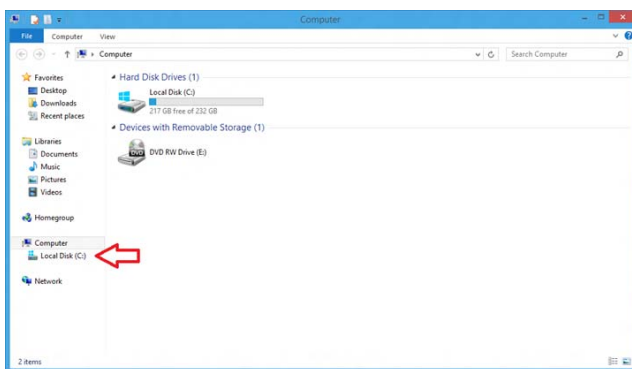 Computer
File Computer View
Computer
Search Computer
Favorites
Desktop
Downloads
Recent places
Libraries
Documents
Music
Pictures
Videos
Homegroup
Computer
Local Disk (C:)
Network
Hard Disk Drives (1)
Local Disk (C:)
217 GB free of 232 GB
Devices with Removable Storage (1)
DVD
DVD RW Drive (E:)
2 items